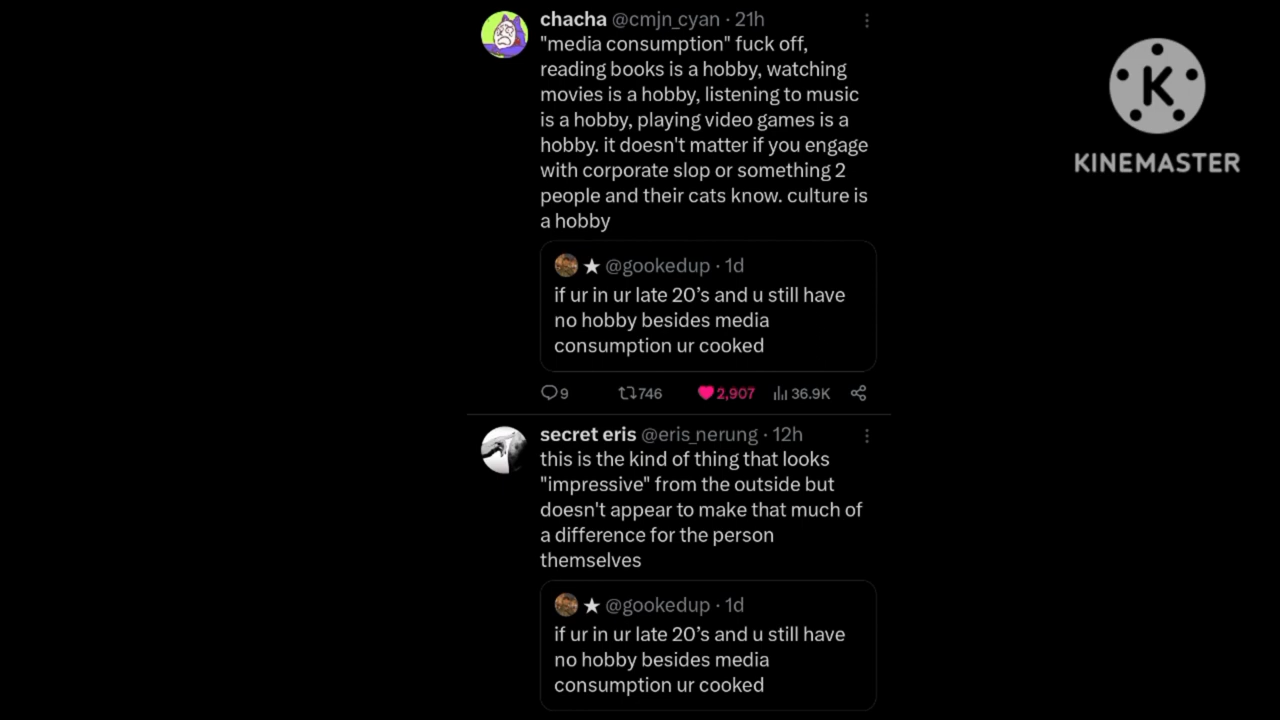 chacha @cmjn_cyan · 21h
"media consumption" fuck off,
reading books is a hobby, watching
movies is a hobby, listening to music
is a hobby, playing video games is a
hobby. it doesn't matter if you engage
with corporate slop or something 2
people and their cats know. culture is
a hobby
★ @gookedup · 1d
if ur in ur late 20’s and u still have
no hobby besides media
consumption ur cooked
9 746 2,907 36.9K
secret eris @eris_nerung · 12h
this is the kind of thing that looks
"impressive" from the outside but
doesn't appear to make that much of
a difference for the person
themselves
★ @gookedup · 1d
if ur in ur late 20’s and u still have
no hobby besides media
consumption ur cooked
K
KINEMASTER